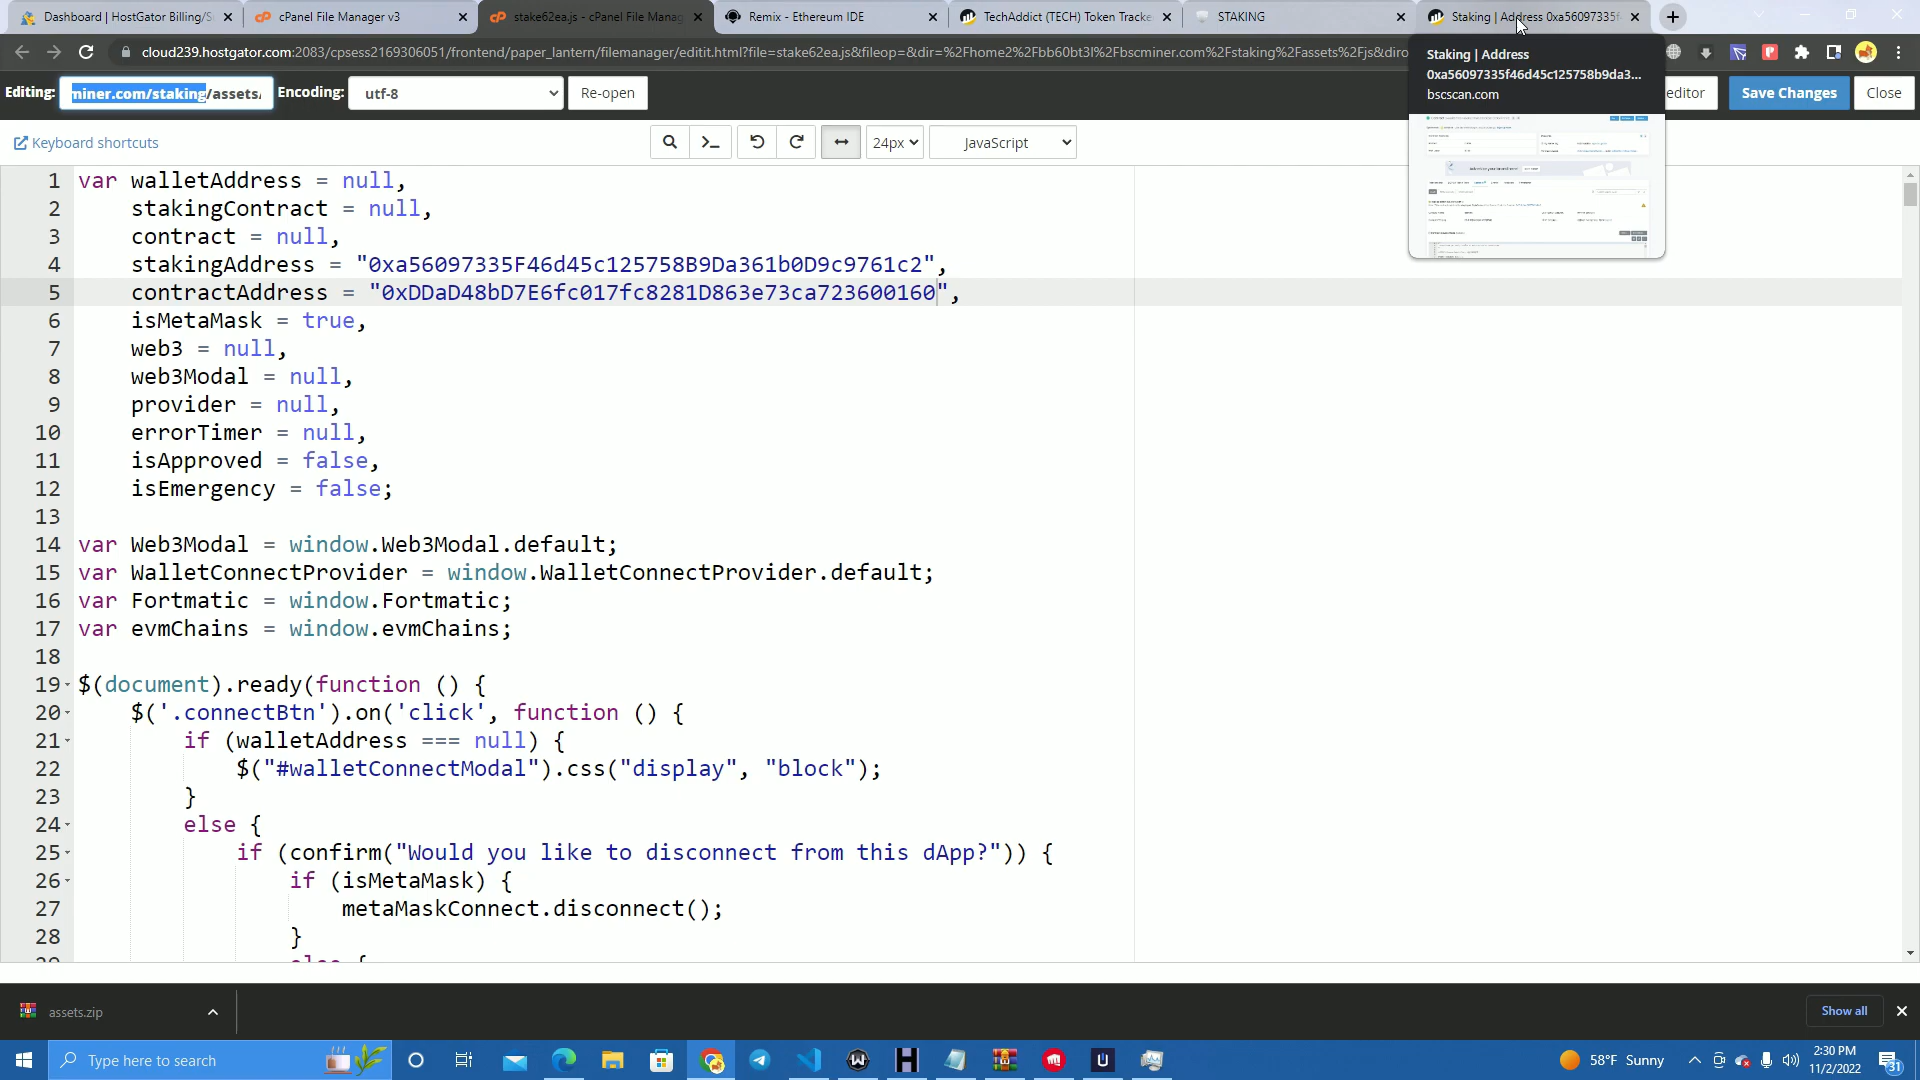 Dashboard | HostGator Billing/S
cPanel File Manager v3
stake62ea.js - cPanel File Manag
Remix - Ethereum IDE
TechAddict (TECH) Token Tracke
STAKING
Staking | Address 0xa56097335f
cloud239.hostgator.com:2083/cpsess2169306051/frontend/paper_lantern/filemanager/editit.html?file=stake62ea.js&fileop=&dir=%2Fhome2%2Fbb60bt3l%2Fbscminer.com%2Fstaking%2Fassets%2Fjs&diro
Staking | Address
0xa56097335f46d45c125758b9da3...
bscscan.com
Editing:
miner.com/staking/assets/
Encoding:
utf-8
Re-open
editor
Save Changes
Close
Keyboard shortcuts
24px
JavaScript
1 var walletAddress = null,
2 stakingContract = null,
3 contract = null,
4 stakingAddress = "0xa56097335F46d45c125758B9Da361b0D9c9761c2",
5 contractAddress = "0xDDaD48bD7E6fc017fc8281D863e73ca723600160",
6 isMetaMask = true,
7 web3 = null,
8 web3Modal = null,
9 provider = null,
10 errorTimer = null,
11 isApproved = false,
12 isEmergency = false;
13
14 var Web3Modal = window.Web3Modal.default;
15 var WalletConnectProvider = window.WalletConnectProvider.default;
16 var Fortmatic = window.Fortmatic;
17 var evmChains = window.evmChains;
18
19 $(document).ready(function () {
20 $('.connectBtn').on('click', function () {
21 if (walletAddress === null) {
22 $("#walletConnectModal").css("display", "block");
23 }
24 else {
25 if (confirm("Would you like to disconnect from this dApp?")) {
26 if (isMetaMask) {
27 metaMaskConnect.disconnect();
28 }
29 else {
assets.zip
Show all
Type here to search
58°F Sunny
2:30 PM
11/2/2022
31